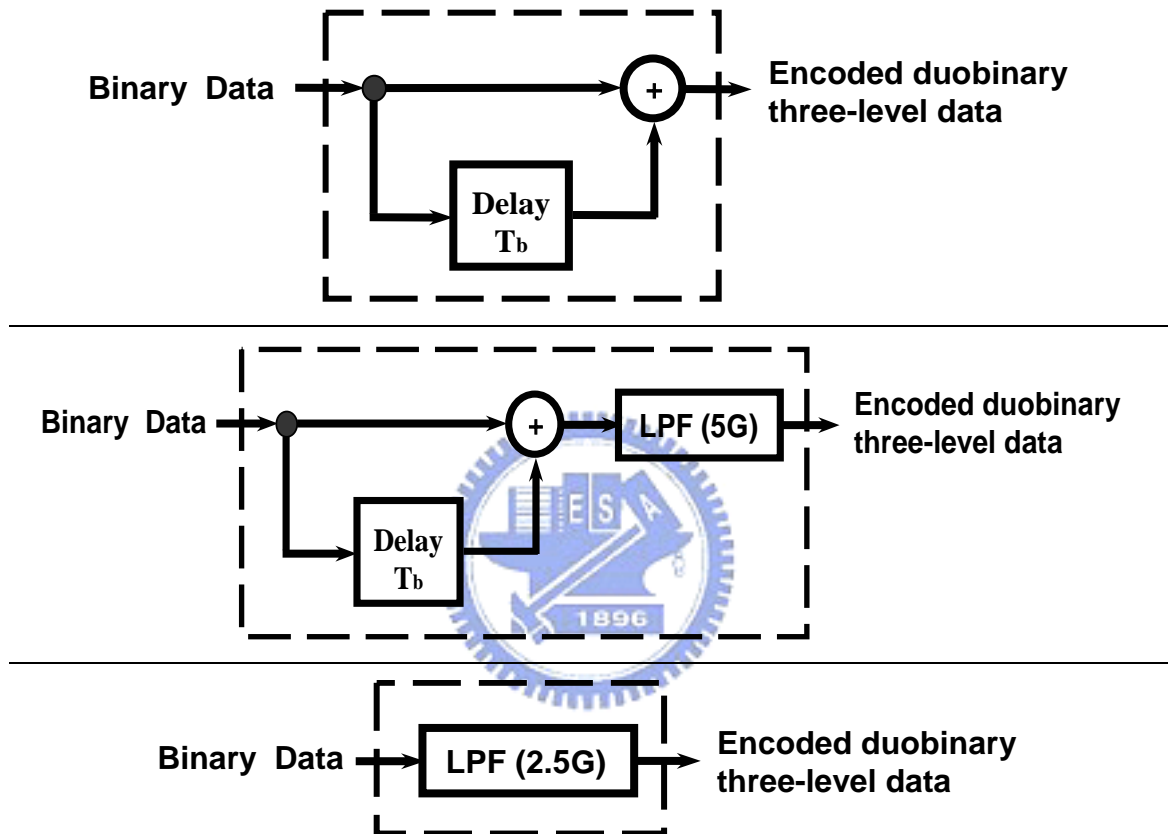 Binary Data
+
Encoded duobinary
three-level data
Delay
Tb
Binary Data
+
LPF (5G)
Encoded duobinary
three-level data
Delay
Tb
E S A
1896
Binary Data
LPF (2.5G)
Encoded duobinary
three-level data